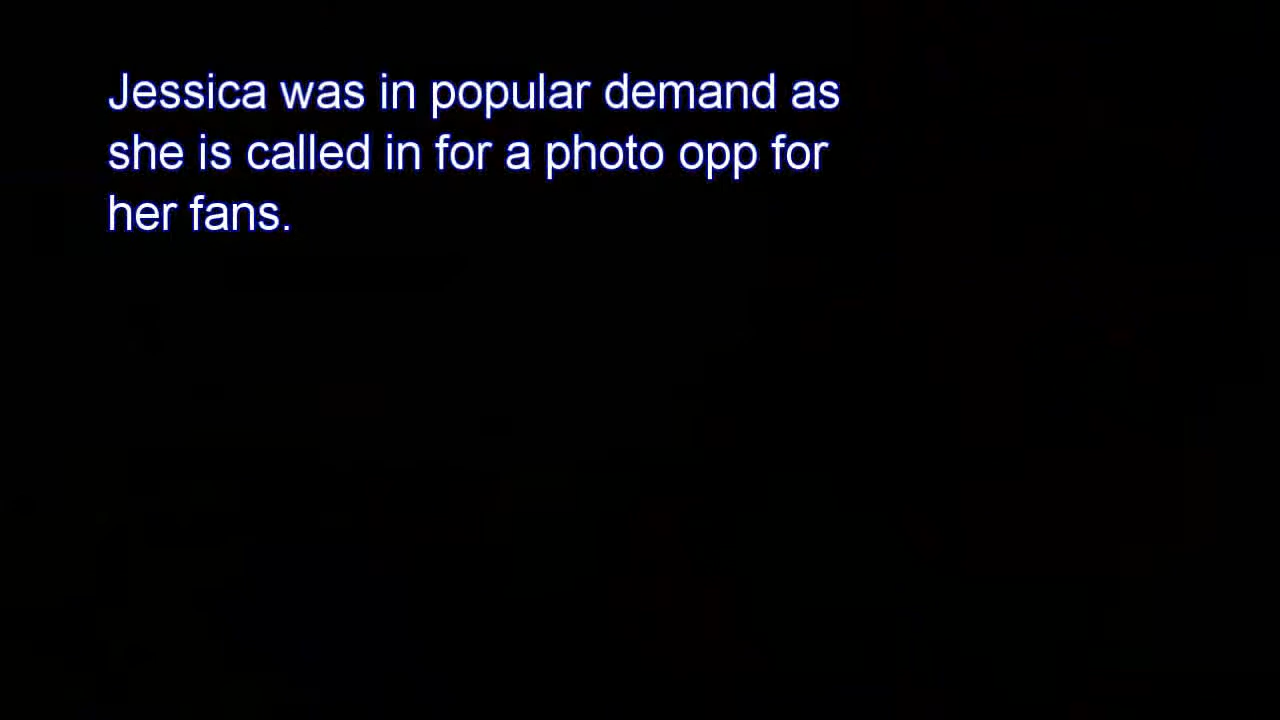 Jessica was in popular demand as
she is called in for a photo opp for
her fans.